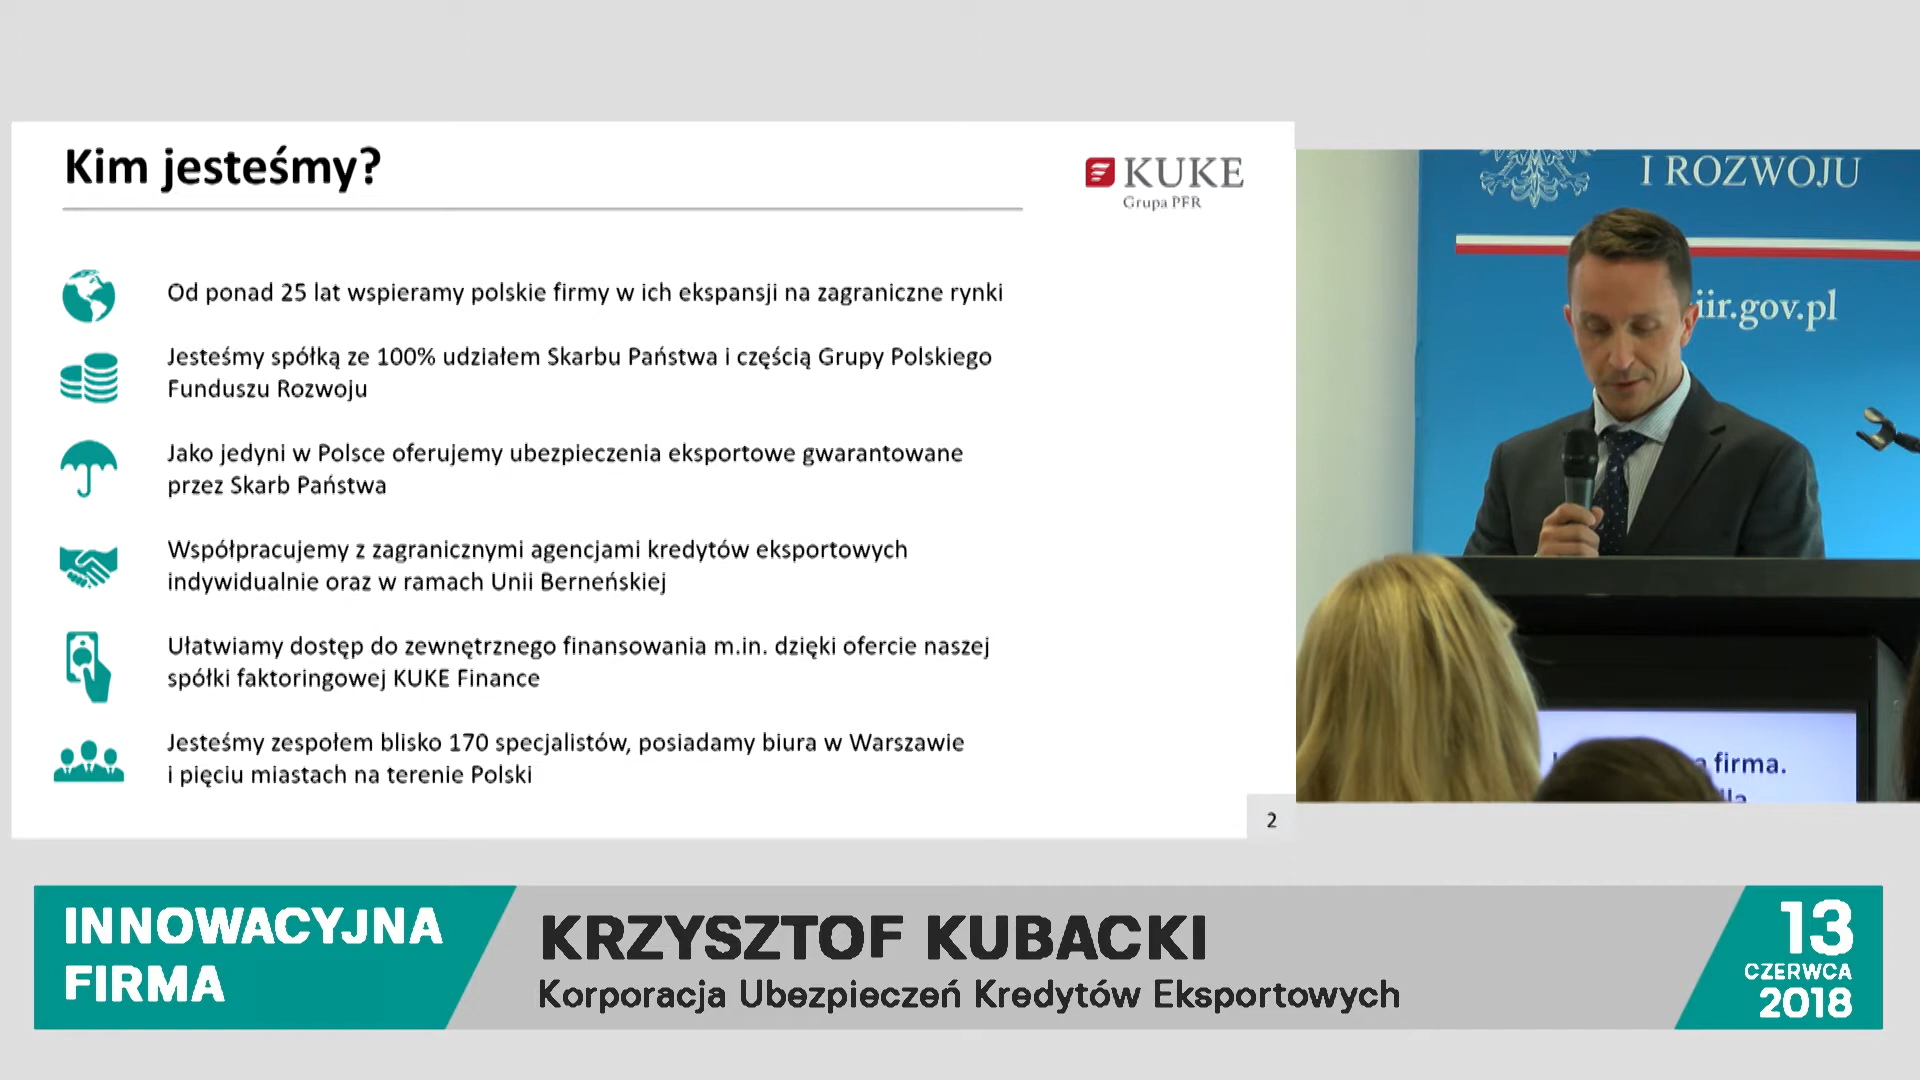 Kim jesteśmy?
KUKE
Grupa PFR
Od ponad 25 lat wspieramy polskie firmy w ich ekspansji na zagraniczne rynki
Jesteśmy spółką ze 100% udziałem Skarbu Państwa i częścią Grupy Polskiego
Funduszu Rozwoju
Jako jedyni w Polsce oferujemy ubezpieczenia eksportowe gwarantowane
przez Skarb Państwa
Współpracujemy z zagranicznymi agencjami kredytów eksportowych
indywidualnie oraz w ramach Unii Berneńskiej
Ułatwiamy dostęp do zewnętrznego finansowania m.in. dzięki ofercie naszej
spółki faktoringowej KUKE Finance
Jesteśmy zespołem blisko 170 specjalistów, posiadamy biura w Warszawie
i pięciu miastach na terenie Polski
2
I ROZWOJU
iir.gov.pl
firma.
INNOWACYJNA
FIRMA
KRZYSZTOF KUBACKI
Korporacja Ubezpieczeń Kredytów Eksportowych
13
CZERWCA
2018